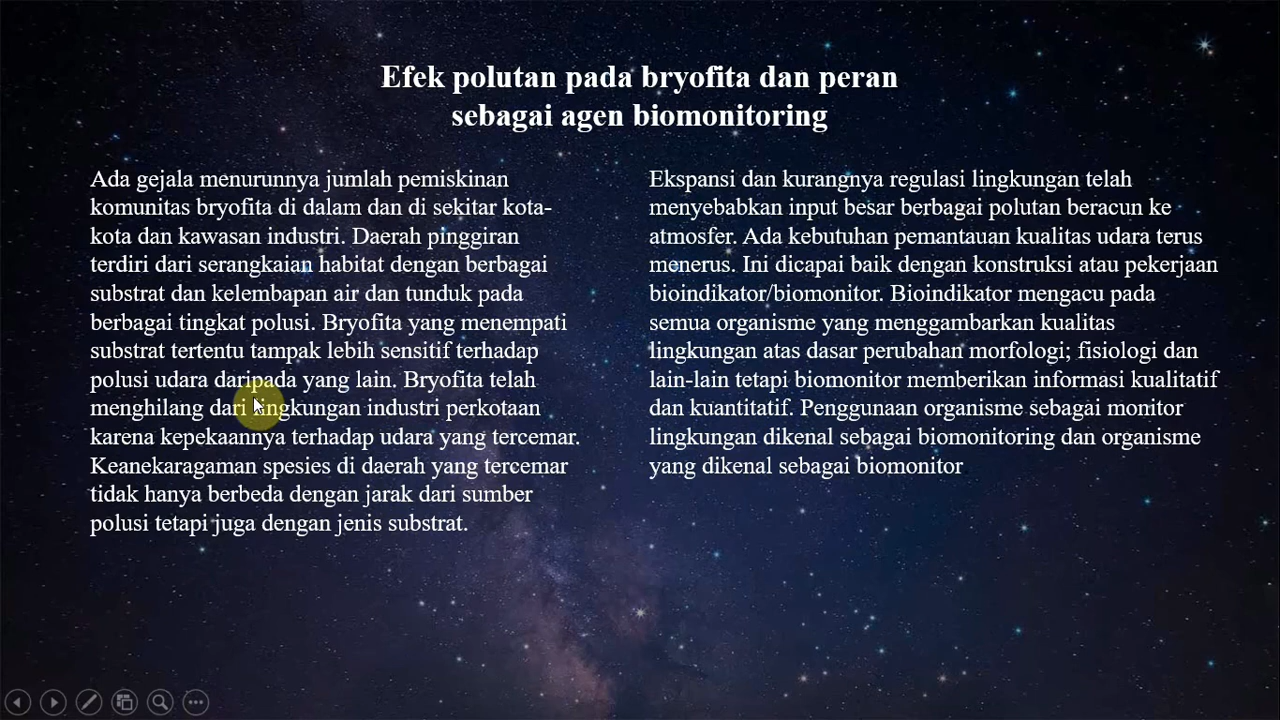 Efek polutan pada bryofita dan peran
sebagai agen biomonitoring
Ada gejala menurunnya jumlah pemiskinan
komunitas bryofita di dalam dan di sekitar kota-
kota dan kawasan industri. Daerah pinggiran
terdiri dari serangkaian habitat dengan berbagai
substrat dan kelembapan air dan tunduk pada
berbagai tingkat polusi. Bryofita yang menempati
substrat tertentu tampak lebih sensitif terhadap
polusi udara daripada yang lain. Bryofita telah
menghilang dari lingkungan industri perkotaan
karena kepekaannya terhadap udara yang tercemar.
Keanekaragaman spesies di daerah yang tercemar
tidak hanya berbeda dengan jarak dari sumber
polusi tetapi juga dengan jenis substrat.
Ekspansi dan kurangnya regulasi lingkungan telah
menyebabkan input besar berbagai polutan beracun ke
atmosfer. Ada kebutuhan pemantauan kualitas udara terus
menerus. Ini dicapai baik dengan konstruksi atau pekerjaan
bioindikator/biomonitor. Bioindikator mengacu pada
semua organisme yang menggambarkan kualitas
lingkungan atas dasar perubahan morfologi; fisiologi dan
lain-lain tetapi biomonitor memberikan informasi kualitatif
dan kuantitatif. Penggunaan organisme sebagai monitor
lingkungan dikenal sebagai biomonitoring dan organisme
yang dikenal sebagai biomonitor